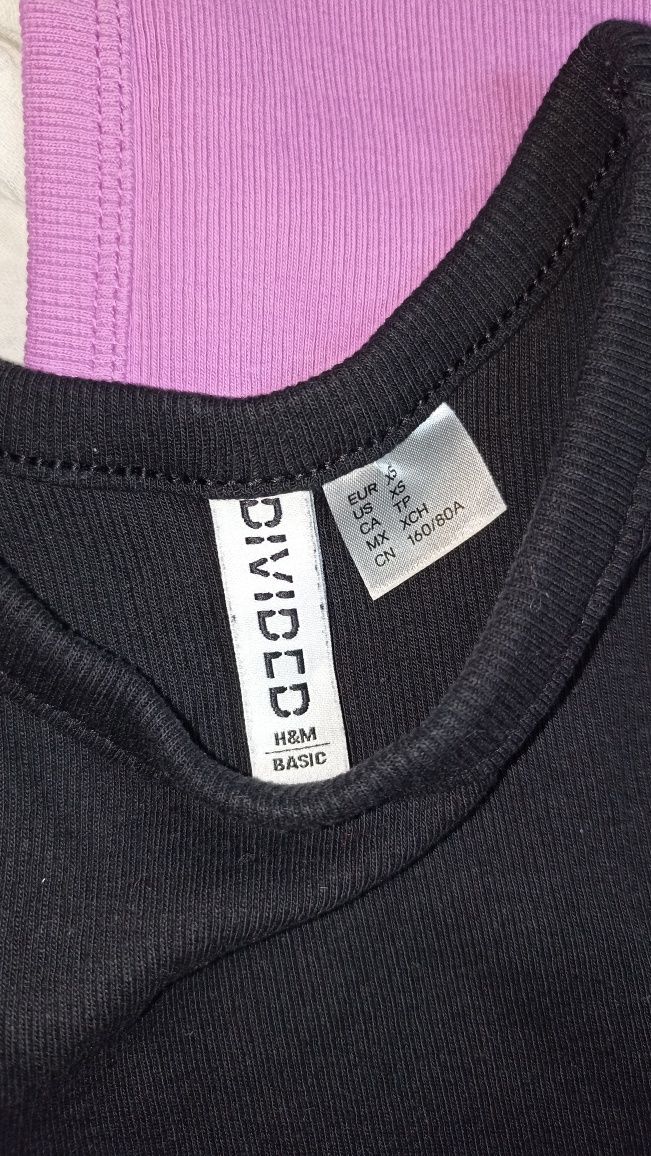 DIVIDED
H&M
BASIC
EUR XS
US XS
CA TP
MX XCH
CN 160/80A